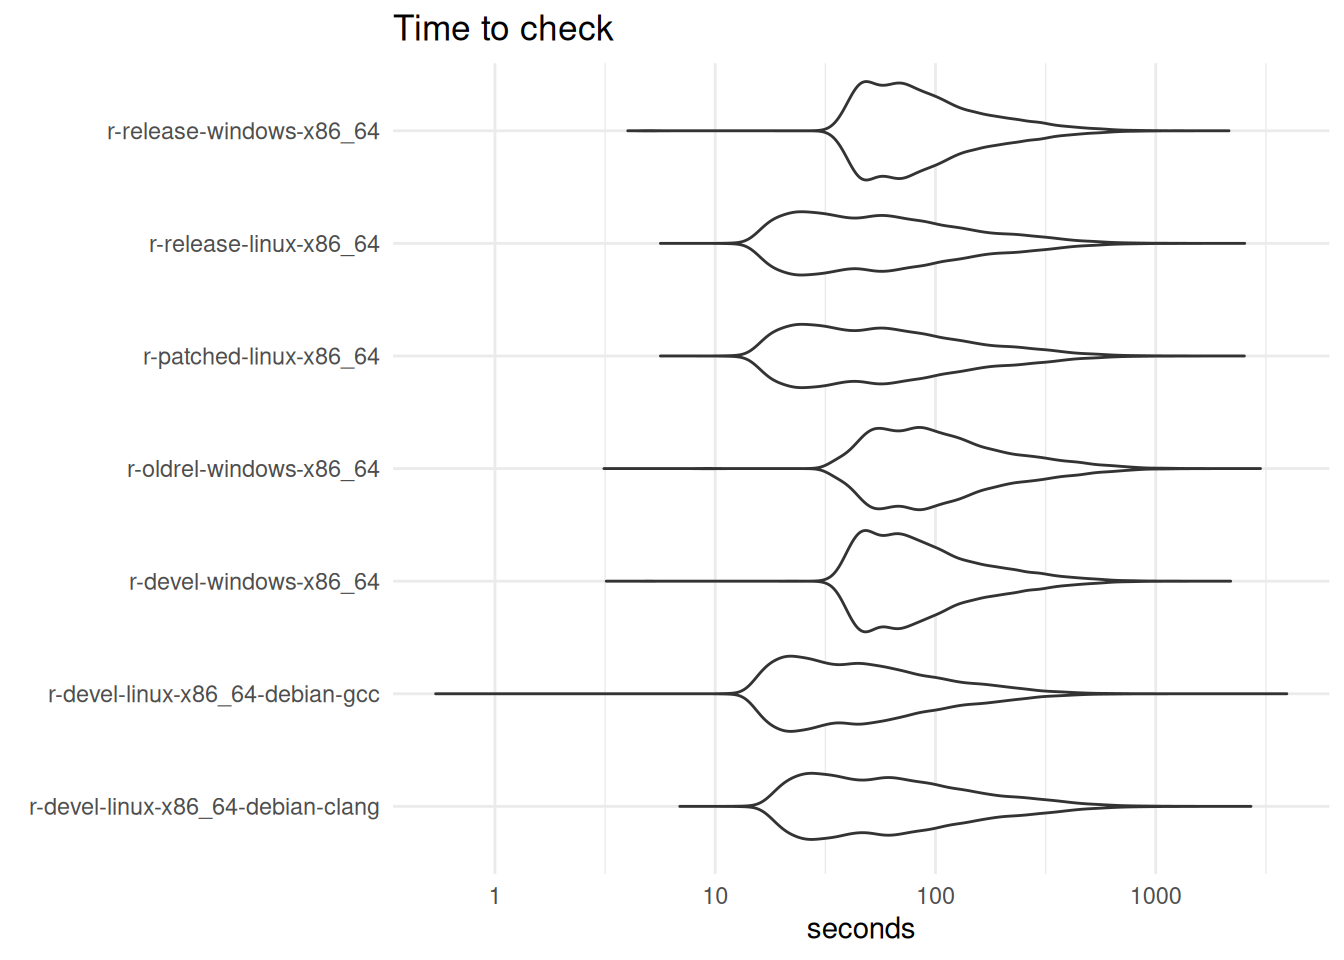 Time to check
r-release-windows-x86_64
r-release-linux-x86_64
r-patched-linux-x86_64
r-oldrel-windows-x86_64
r-devel-windows-x86_64
r-devel-linux-x86_64-debian-gcc
r-devel-linux-x86_64-debian-clang
1 10 100 1000
seconds